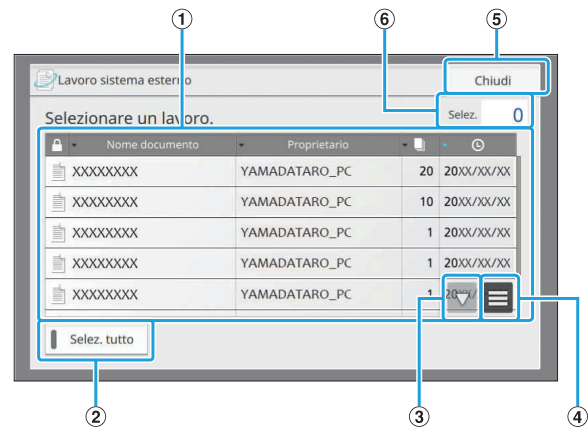 ① ⑥ ⑤
Lavoro sistema esterno Chiudi
Selezionare un lavoro. Selez. 0
Nome documento Proprietario
XXXXXXXX YAMADATARO_PC 20 20XX/XX/XX
XXXXXXXX YAMADATARO_PC 10 20XX/XX/XX
XXXXXXXX YAMADATARO_PC 1 20XX/XX/XX
XXXXXXXX YAMADATARO_PC 1 20XX/XX/XX
XXXXXXXX YAMADATARO_PC 1
Selez. tutto
② ③ ④